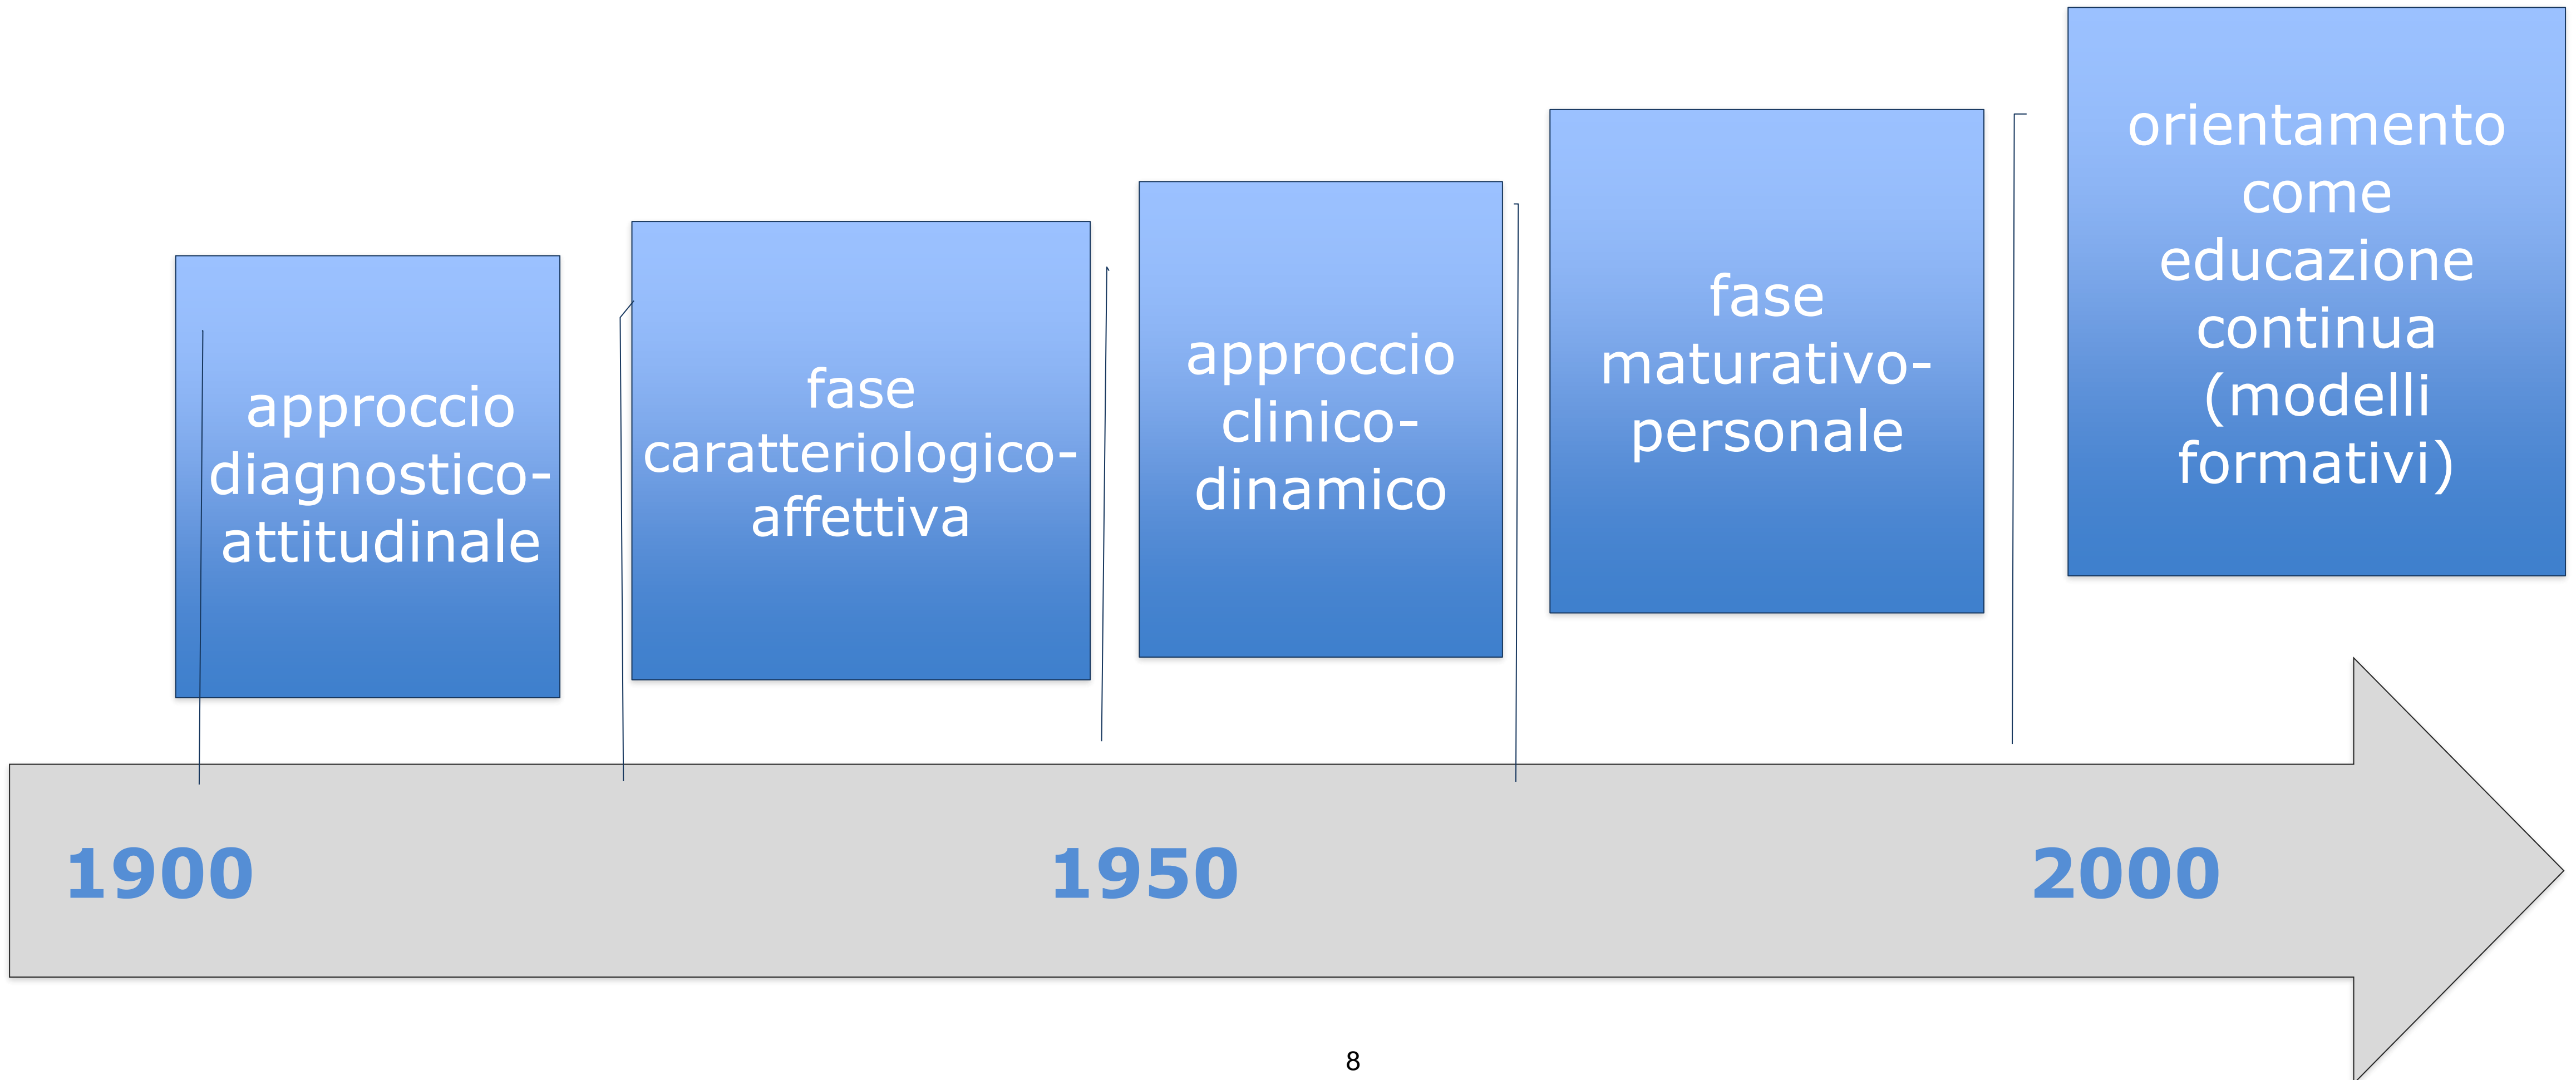 approccio
diagnostico-
attitudinale
fase
caratteriologico-
affettiva
approccio
clinico-
dinamico
fase
maturativo-
personale
orientamento
come
educazione
continua
(modelli
formativi)
1900
1950
2000
8